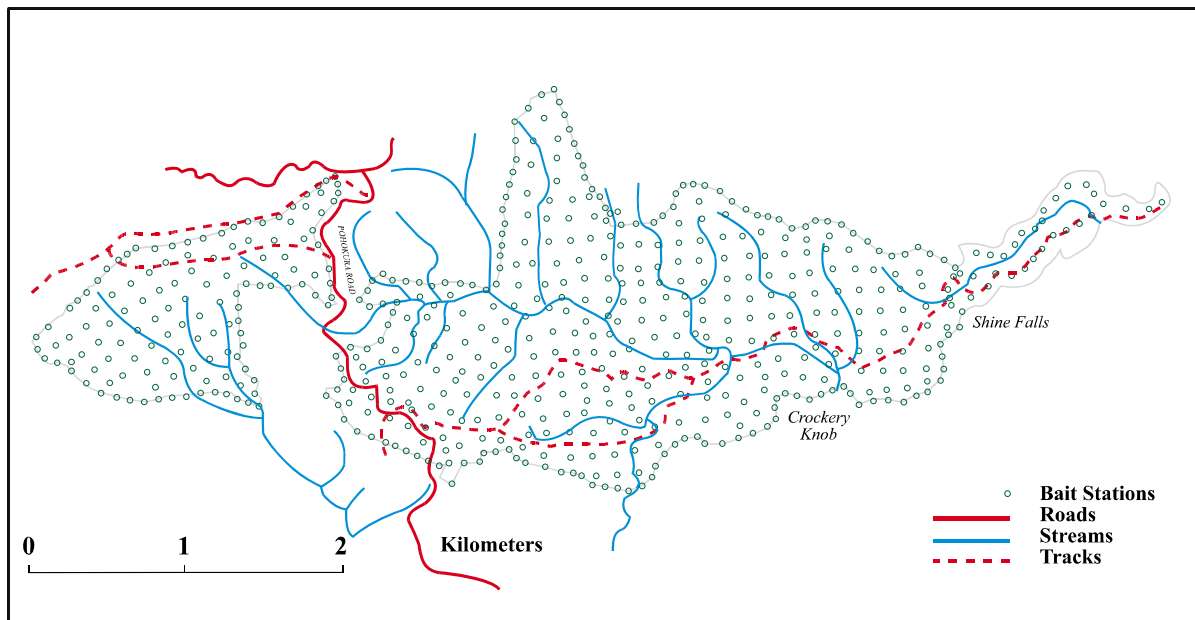 POHOKURA ROAD
Shine Falls
Crockery
Knob
Bait Stations
Roads
Streams
Tracks
0 1 2 Kilometers